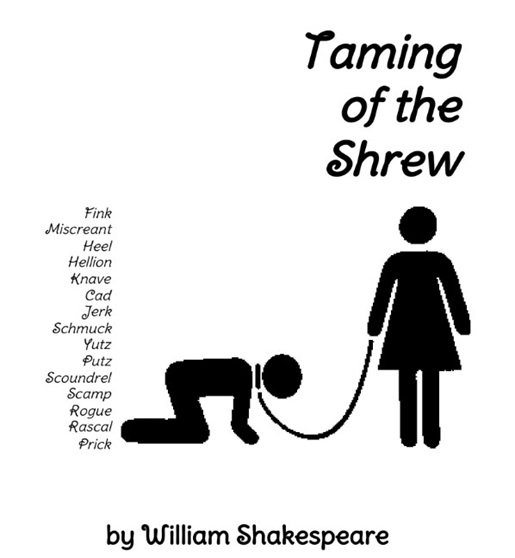 Taming
of the
Shrew
Fink
Miscreant
Heel
Hellion
Knave
Cad
Jerk
Schmuck
Yutz
Putz
Scoundrel
Scamp
Rogue
Rascal
Prick
by William Shakespeare